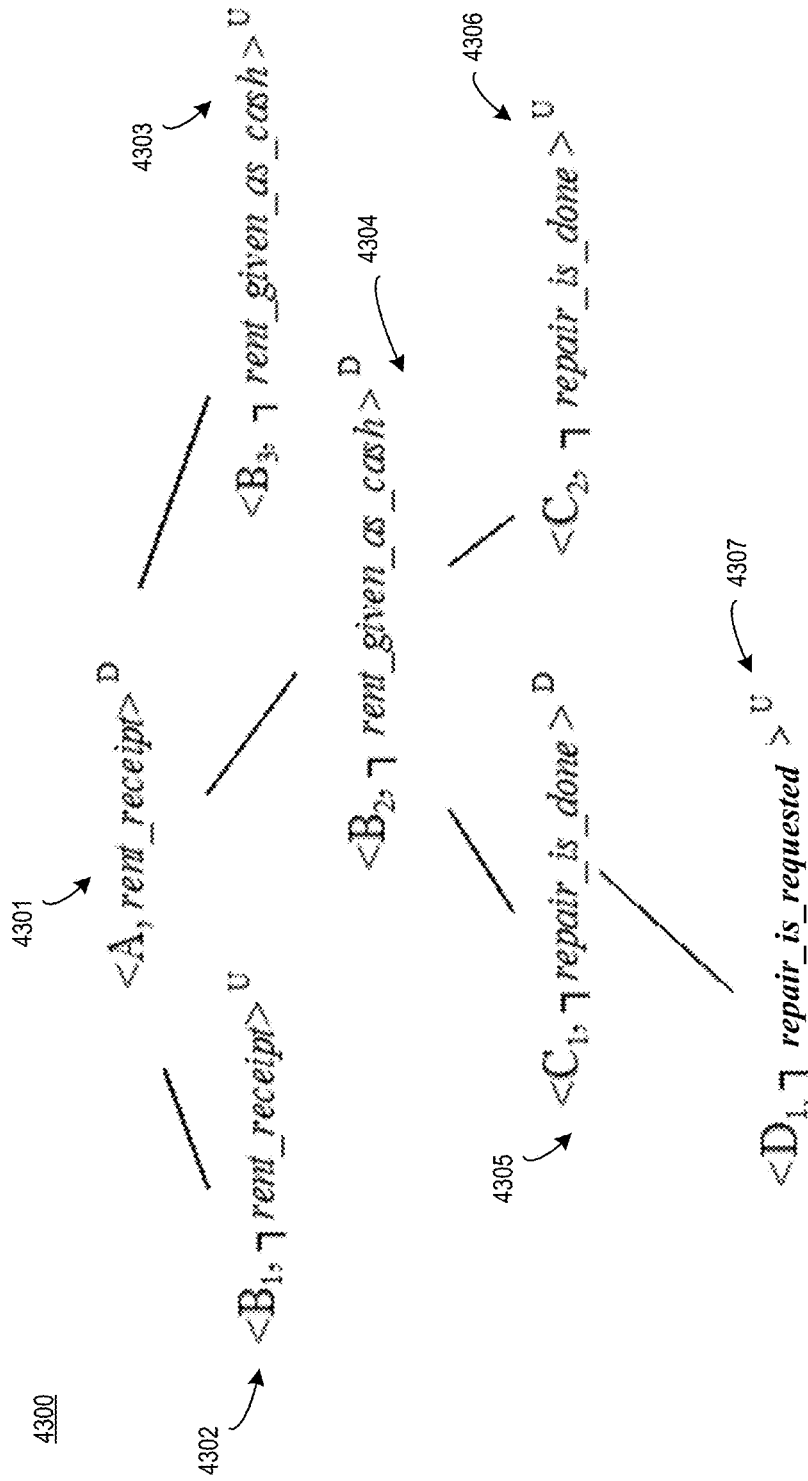 4300
4301
<A, rent_receipt>ᴰ
4302
<B₁, ¬ rent_receipt>ᵁ
4303
<B₃, ¬ rent_given_as_cash>ᵁ
4304
<B₂, ¬ rent_given_as_cash>ᴰ
4305
<C₁, ¬ repair_is_done>ᴰ
4306
<C₂, ¬ repair_is_done>ᵁ
4307
<D₁, ¬ repair_is_requested>ᵁ